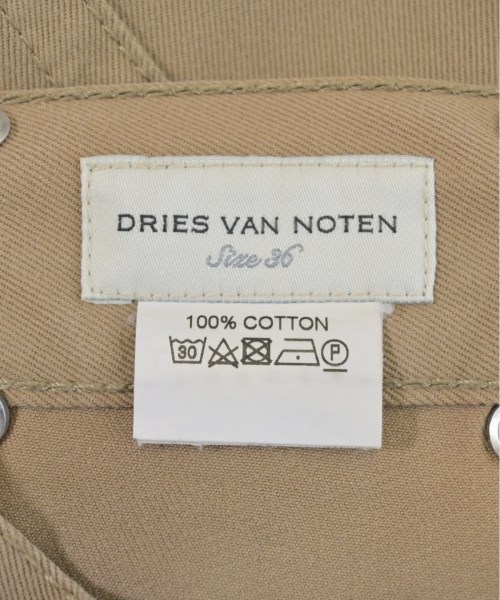 DRIES VAN NOTEN
Size 36
100% COTTON
30 P